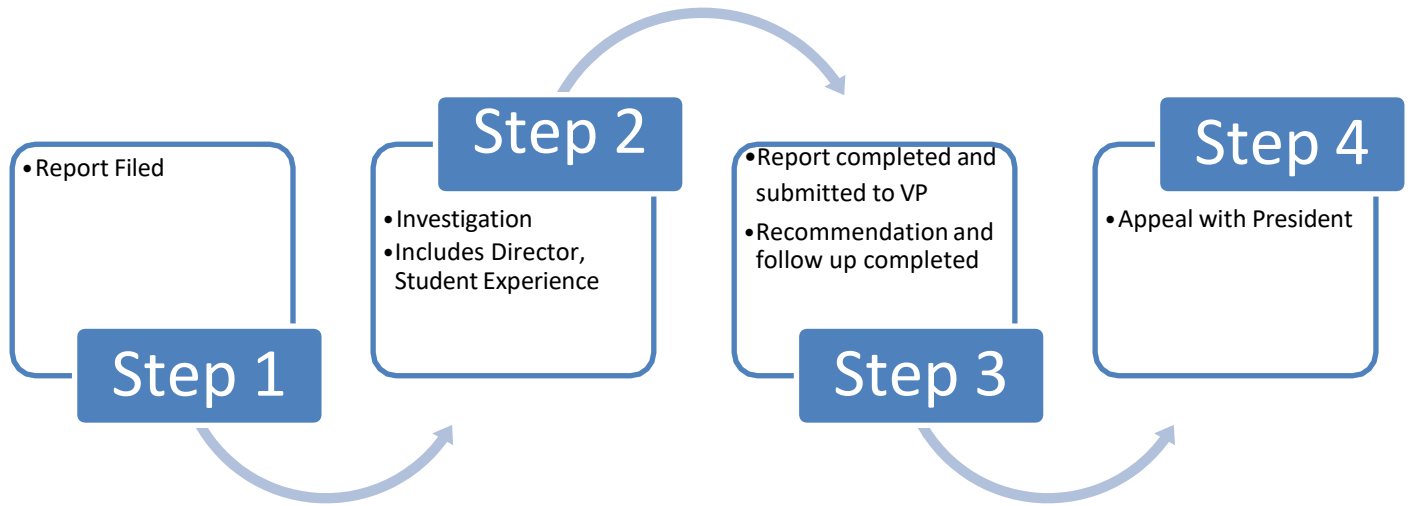 •Report Filed
Step 1
Step 2
•Investigation
•Includes Director,
Student Experience
•Report completed and
submitted to VP
•Recommendation and
follow up completed
Step 3
Step 4
•Appeal with President